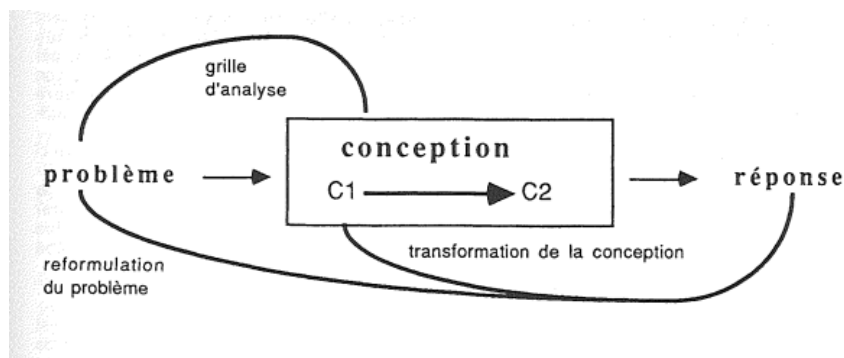 grille
d'analyse
conception
problème
C1
C2
réponse
transformation de la conception
reformulation
du problème